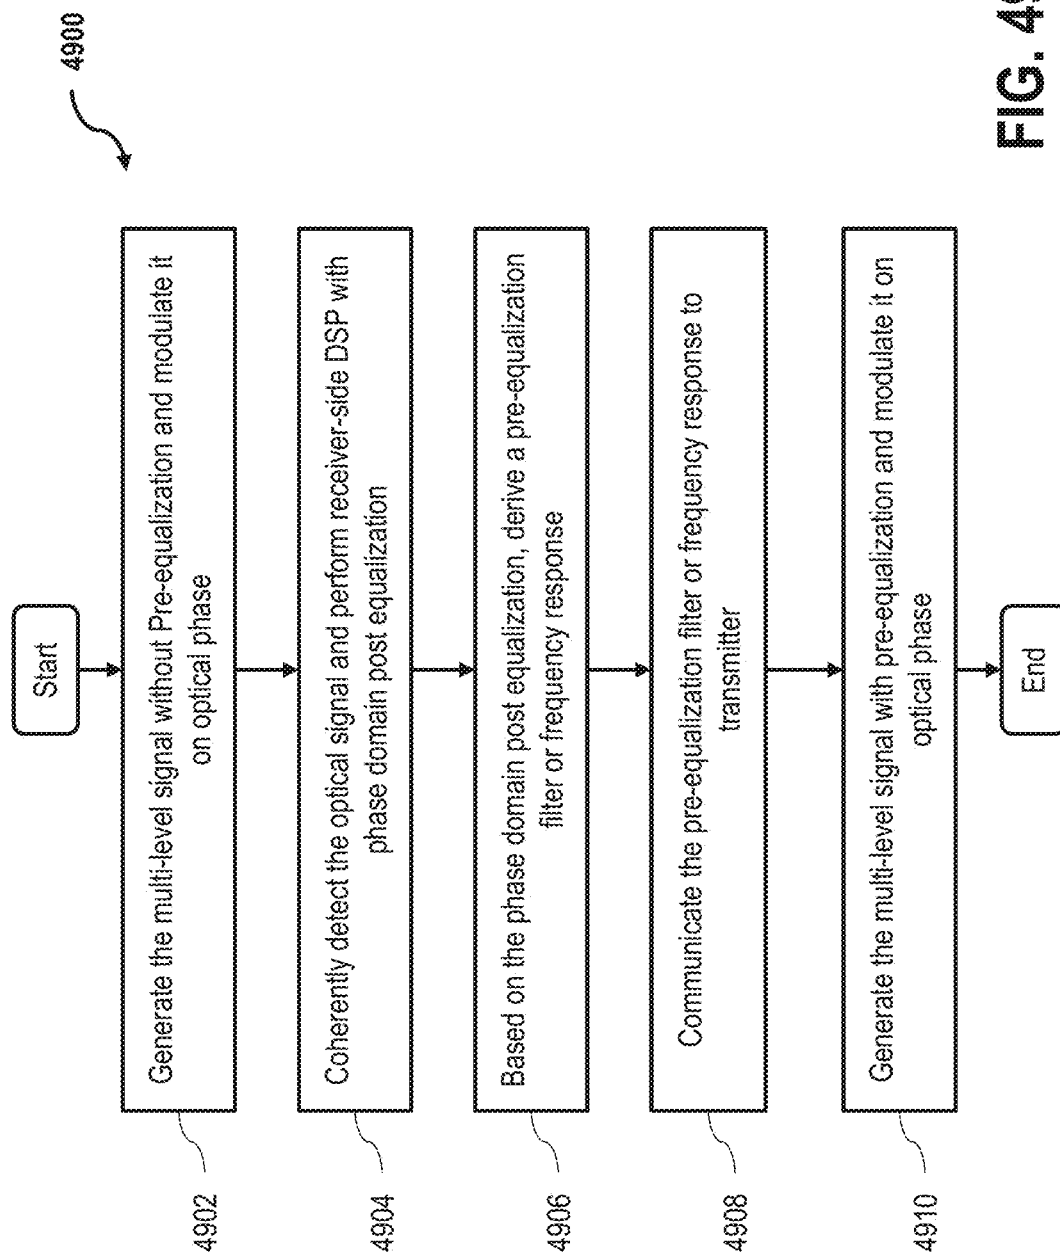 4900
Start
Generate the multi-level signal without Pre-equalization and modulate it
on optical phase
4902
Coherently detect the optical signal and perform receiver-side DSP with
phase domain post equalization
4904
Based on the phase domain post equalization, derive a pre-equalization
filter or frequency response
4906
Communicate the pre-equalization filter or frequency response to
transmitter
4908
Generate the multi-level signal with pre-equalization and modulate it on
optical phase
4910
End
FIG. 49